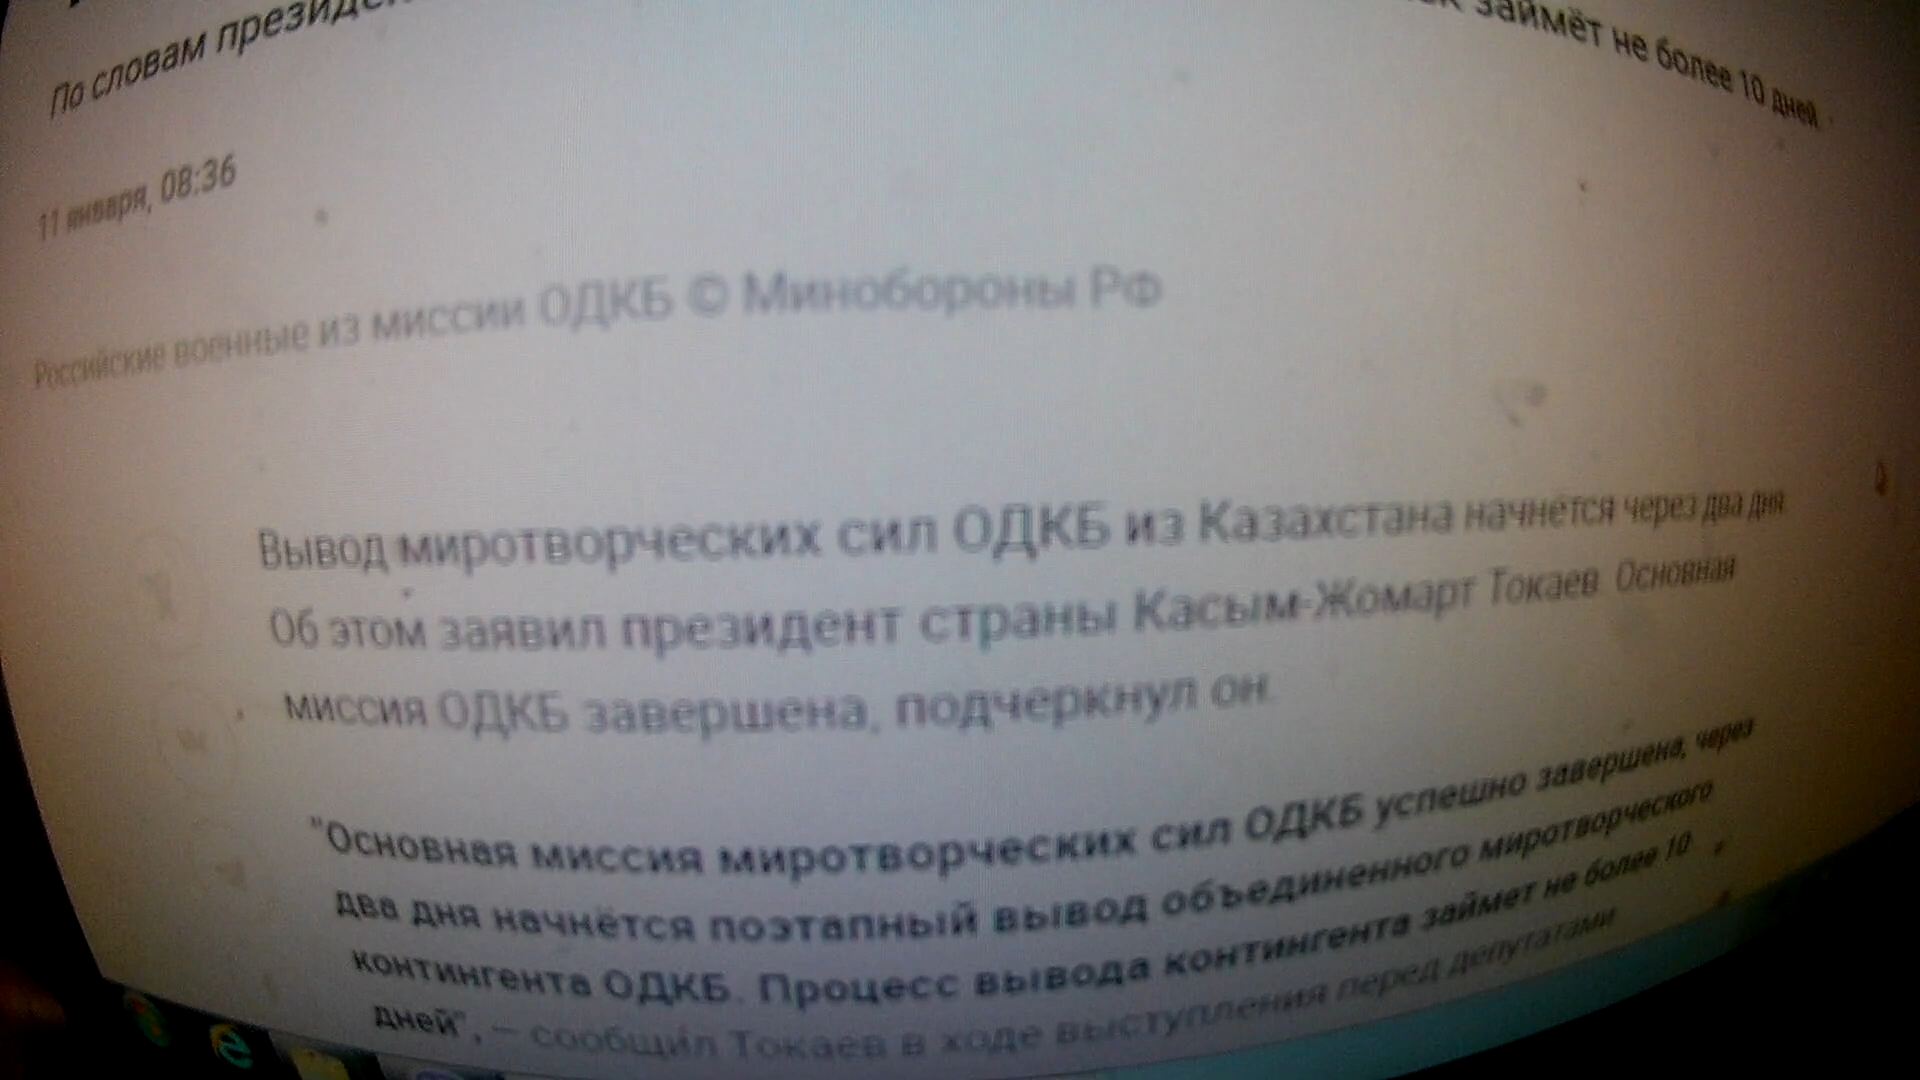 По словам
займёт не более 10 дней
11 января, 08:36
Российские военные из миссии ОДКБ © Минобороны РФ
Вывод миротворческих сил ОДКБ из Казахстана начнётся через два дня
Об этом заявил президент страны Касым-Жомарт Токаев. Основная
миссия ОДКБ завершена, подчеркнул он.
"Основная миссия миротворческих сил ОДКБ успешно завершена, через
два дня начнётся поэтапный вывод объединенного миротворческого
контингента ОДКБ. Процесс вывода контингента займет не более 10
дней", — сообщил Токаев в ходе выступления перед депутатами